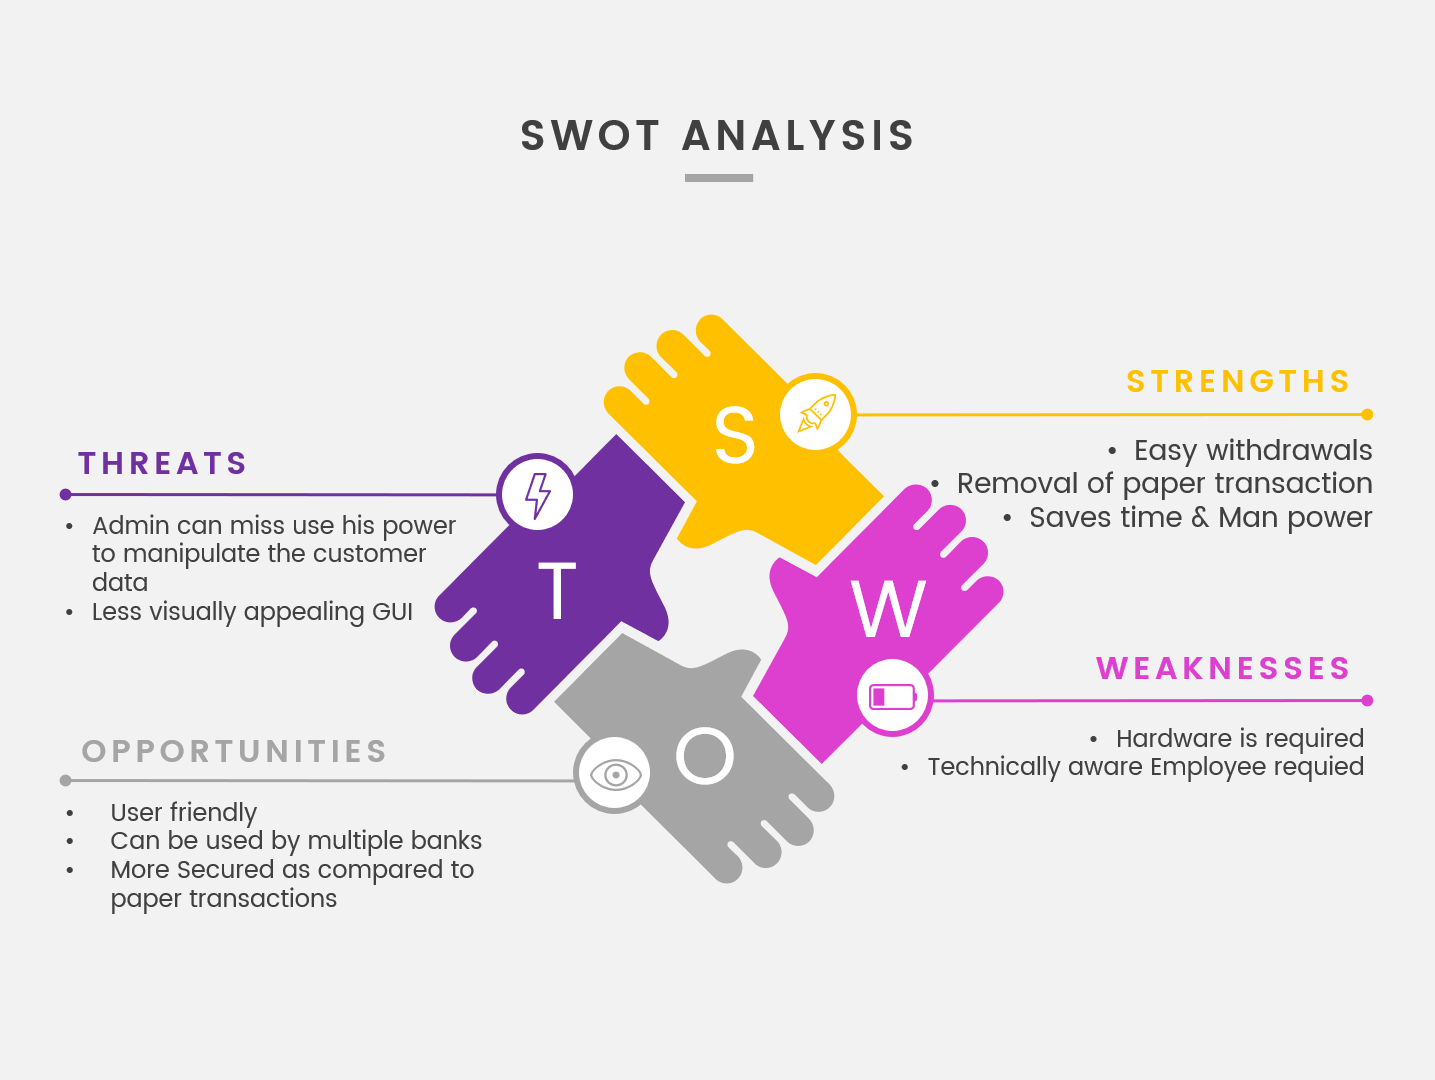 SWOT ANALYSIS
S
W
O
T
STRENGTHS
• Easy withdrawals
• Removal of paper transaction
• Saves time & Man power
THREATS
• Admin can miss use his power
to manipulate the customer
data
• Less visually appealing GUI
WEAKNESSES
• Hardware is required
• Technically aware Employee requied
OPPORTUNITIES
• User friendly
• Can be used by multiple banks
• More Secured as compared to
paper transactions